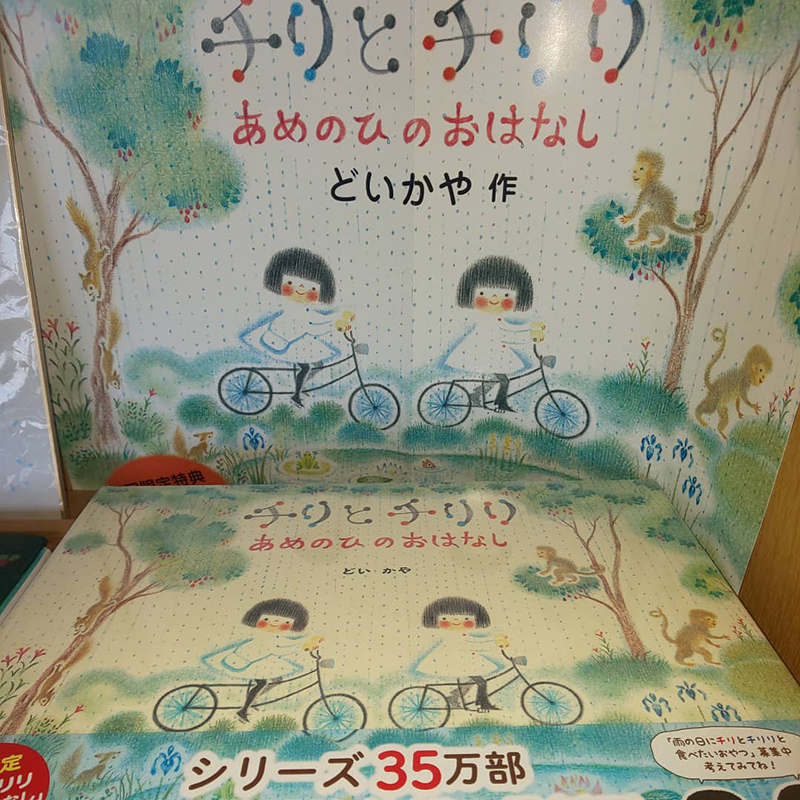 チリとチリリ
あめのひのおはなし
どいかや 作
チリとチリリ
あめのひのおはなし
どい かや
シリーズ35万部
「雨の日にチリとチリリと
食べたいおやつ」募集中
考えてみてね!